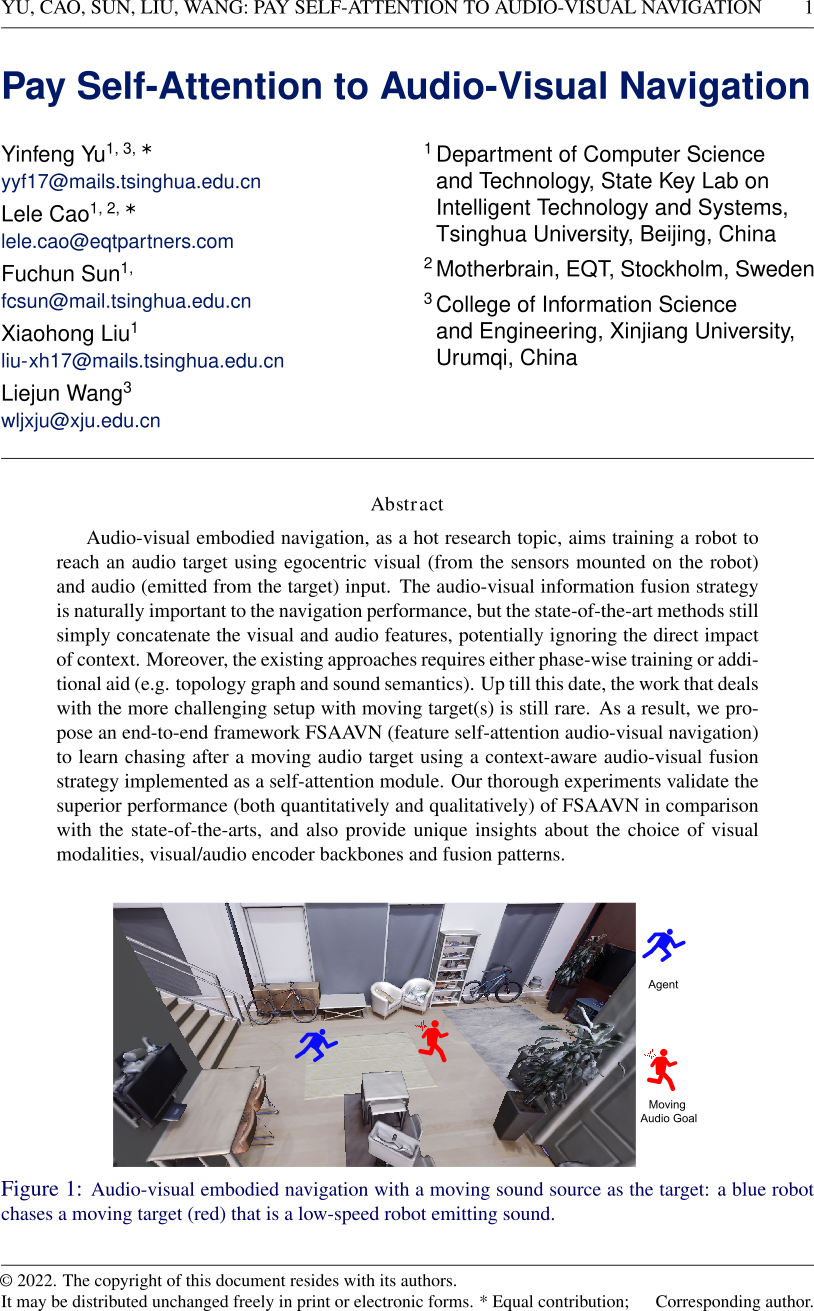 YU, CAO, SUN, LIU, WANG: PAY SELF-ATTENTION TO AUDIO-VISUAL NAVIGATION 1
Pay Self-Attention to Audio-Visual Navigation
Yinfeng Yu1, 3, *
yyf17@mails.tsinghua.edu.cn
Lele Cao1, 2, *
lele.cao@eqtpartners.com
Fuchun Sun1,
fcsun@mail.tsinghua.edu.cn
Xiaohong Liu1
liu-xh17@mails.tsinghua.edu.cn
Liejun Wang3
wljxju@xju.edu.cn
1 Department of Computer Science
and Technology, State Key Lab on
Intelligent Technology and Systems,
Tsinghua University, Beijing, China
2 Motherbrain, EQT, Stockholm, Sweden
3 College of Information Science
and Engineering, Xinjiang University,
Urumqi, China
Abstract
Audio-visual embodied navigation, as a hot research topic, aims training a robot to
reach an audio target using egocentric visual (from the sensors mounted on the robot)
and audio (emitted from the target) input. The audio-visual information fusion strategy
is naturally important to the navigation performance, but the state-of-the-art methods still
simply concatenate the visual and audio features, potentially ignoring the direct impact
of context. Moreover, the existing approaches requires either phase-wise training or addi-
tional aid (e.g. topology graph and sound semantics). Up till this date, the work that deals
with the more challenging setup with moving target(s) is still rare. As a result, we pro-
pose an end-to-end framework FSAAVN (feature self-attention audio-visual navigation)
to learn chasing after a moving audio target using a context-aware audio-visual fusion
strategy implemented as a self-attention module. Our thorough experiments validate the
superior performance (both quantitatively and qualitatively) of FSAAVN in comparison
with the state-of-the-arts, and also provide unique insights about the choice of visual
modalities, visual/audio encoder backbones and fusion patterns.
Agent
Moving
Audio Goal
Figure 1: Audio-visual embodied navigation with a moving sound source as the target: a blue robot
chases a moving target (red) that is a low-speed robot emitting sound.
© 2022. The copyright of this document resides with its authors.
It may be distributed unchanged freely in print or electronic forms. * Equal contribution; Corresponding author.